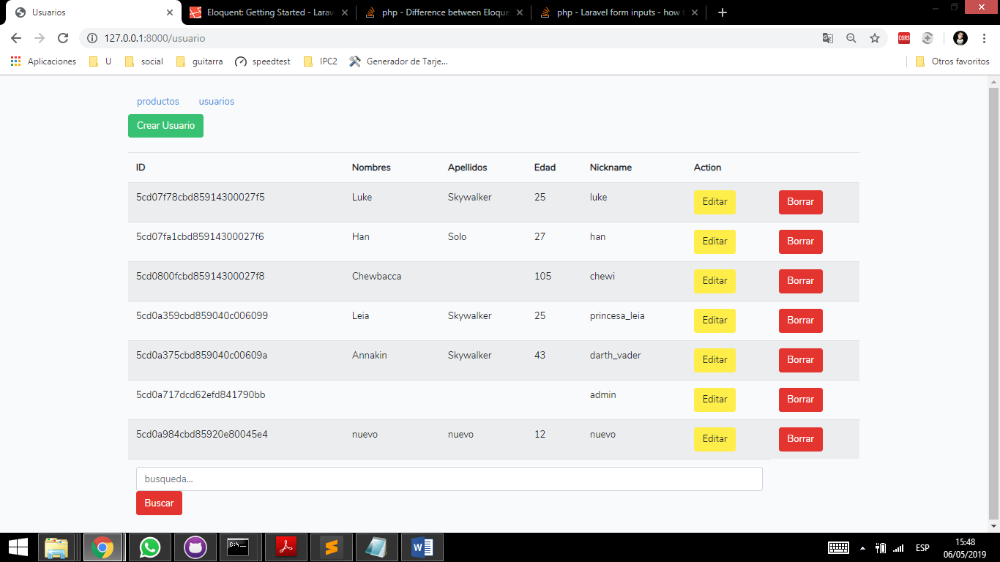 Usuarios
Eloquent: Getting Started - Larav
php - Difference between Eloque
php - Laravel form inputs - how
127.0.0.1:8000/usuario
CORS
Aplicaciones U social guitarra speedtest IPC2 Generador de Tarje... Otros favoritos
productos usuarios
Crear Usuario
ID Nombres Apellidos Edad Nickname Action
5cd07f78cbd85914300027f5 Luke Skywalker 25 luke Editar Borrar
5cd07fa1cbd85914300027f6 Han Solo 27 han Editar Borrar
5cd0800fcbd85914300027f8 Chewbacca 105 chewi Editar Borrar
5cd0a359cbd859040c006099 Leia Skywalker 25 princesa_leia Editar Borrar
5cd0a375cbd859040c00609a Annakin Skywalker 43 darth_vader Editar Borrar
5cd0a717dcd62efd841790bb admin Editar Borrar
5cd0a984cbd85920e80045e4 nuevo nuevo 12 nuevo Editar Borrar
busqueda...
Buscar
C:\_
ESP
15:48
06/05/2019